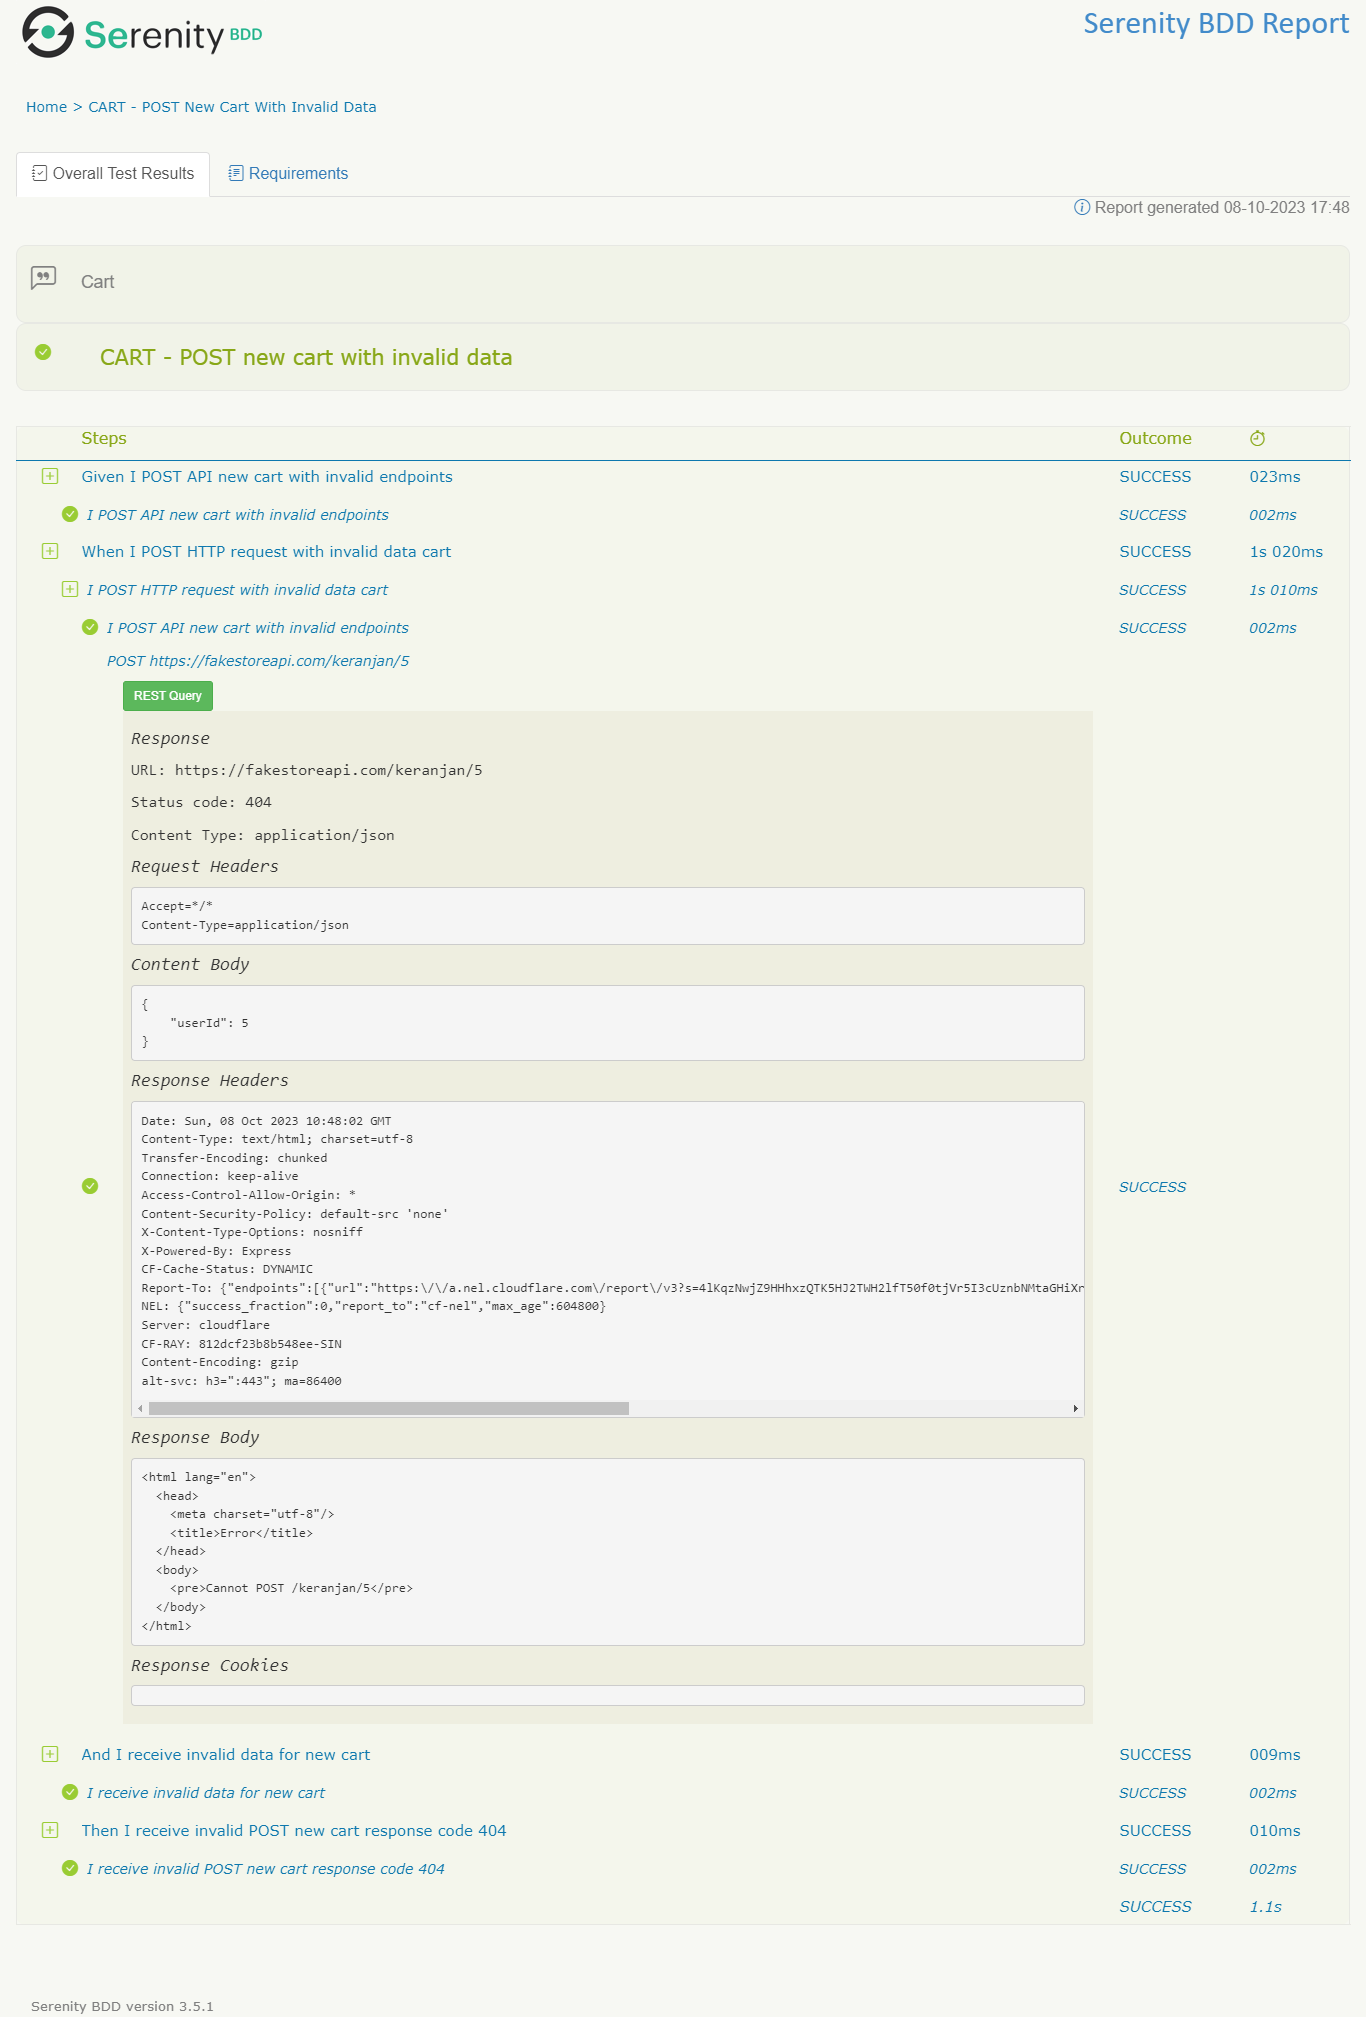 Serenity BDD
Serenity BDD Report
Home > CART - POST New Cart With Invalid Data
Overall Test Results
Requirements
Report generated 08-10-2023 17:48
Cart
CART - POST new cart with invalid data
Steps Outcome
Given I POST API new cart with invalid endpoints SUCCESS 023ms
I POST API new cart with invalid endpoints SUCCESS 002ms
When I POST HTTP request with invalid data cart SUCCESS 1s 020ms
I POST HTTP request with invalid data cart SUCCESS 1s 010ms
I POST API new cart with invalid endpoints SUCCESS 002ms
POST https://fakestoreapi.com/keranjan/5
REST Query
Response
URL: https://fakestoreapi.com/keranjan/5
Status code: 404
Content Type: application/json
Request Headers
Accept=*/*
Content-Type=application/json
Content Body
{
    "userId": 5
}
Response Headers
Date: Sun, 08 Oct 2023 10:48:02 GMT
Content-Type: text/html; charset=utf-8
Transfer-Encoding: chunked
Connection: keep-alive
Access-Control-Allow-Origin: *
Content-Security-Policy: default-src 'none'
X-Content-Type-Options: nosniff
X-Powered-By: Express
CF-Cache-Status: DYNAMIC
Report-To: {"endpoints":[{"url":"https:\/\/a.nel.cloudflare.com\/report\/v3?s=4lKqzNwjZ9HHhxzQTK5HJ2TWH2lfT50f0tjVr5I3cUznbNMtaGHiXr
NEL: {"success_fraction":0,"report_to":"cf-nel","max_age":604800}
Server: cloudflare
CF-RAY: 812dcf23b8b548ee-SIN
Content-Encoding: gzip
alt-svc: h3=":443"; ma=86400
SUCCESS
Response Body
<html lang="en">
  <head>
    <meta charset="utf-8"/>
    <title>Error</title>
  </head>
  <body>
    <pre>Cannot POST /keranjan/5</pre>
  </body>
</html>
Response Cookies
And I receive invalid data for new cart SUCCESS 009ms
I receive invalid data for new cart SUCCESS 002ms
Then I receive invalid POST new cart response code 404 SUCCESS 010ms
I receive invalid POST new cart response code 404 SUCCESS 002ms
SUCCESS 1.1s
Serenity BDD version 3.5.1